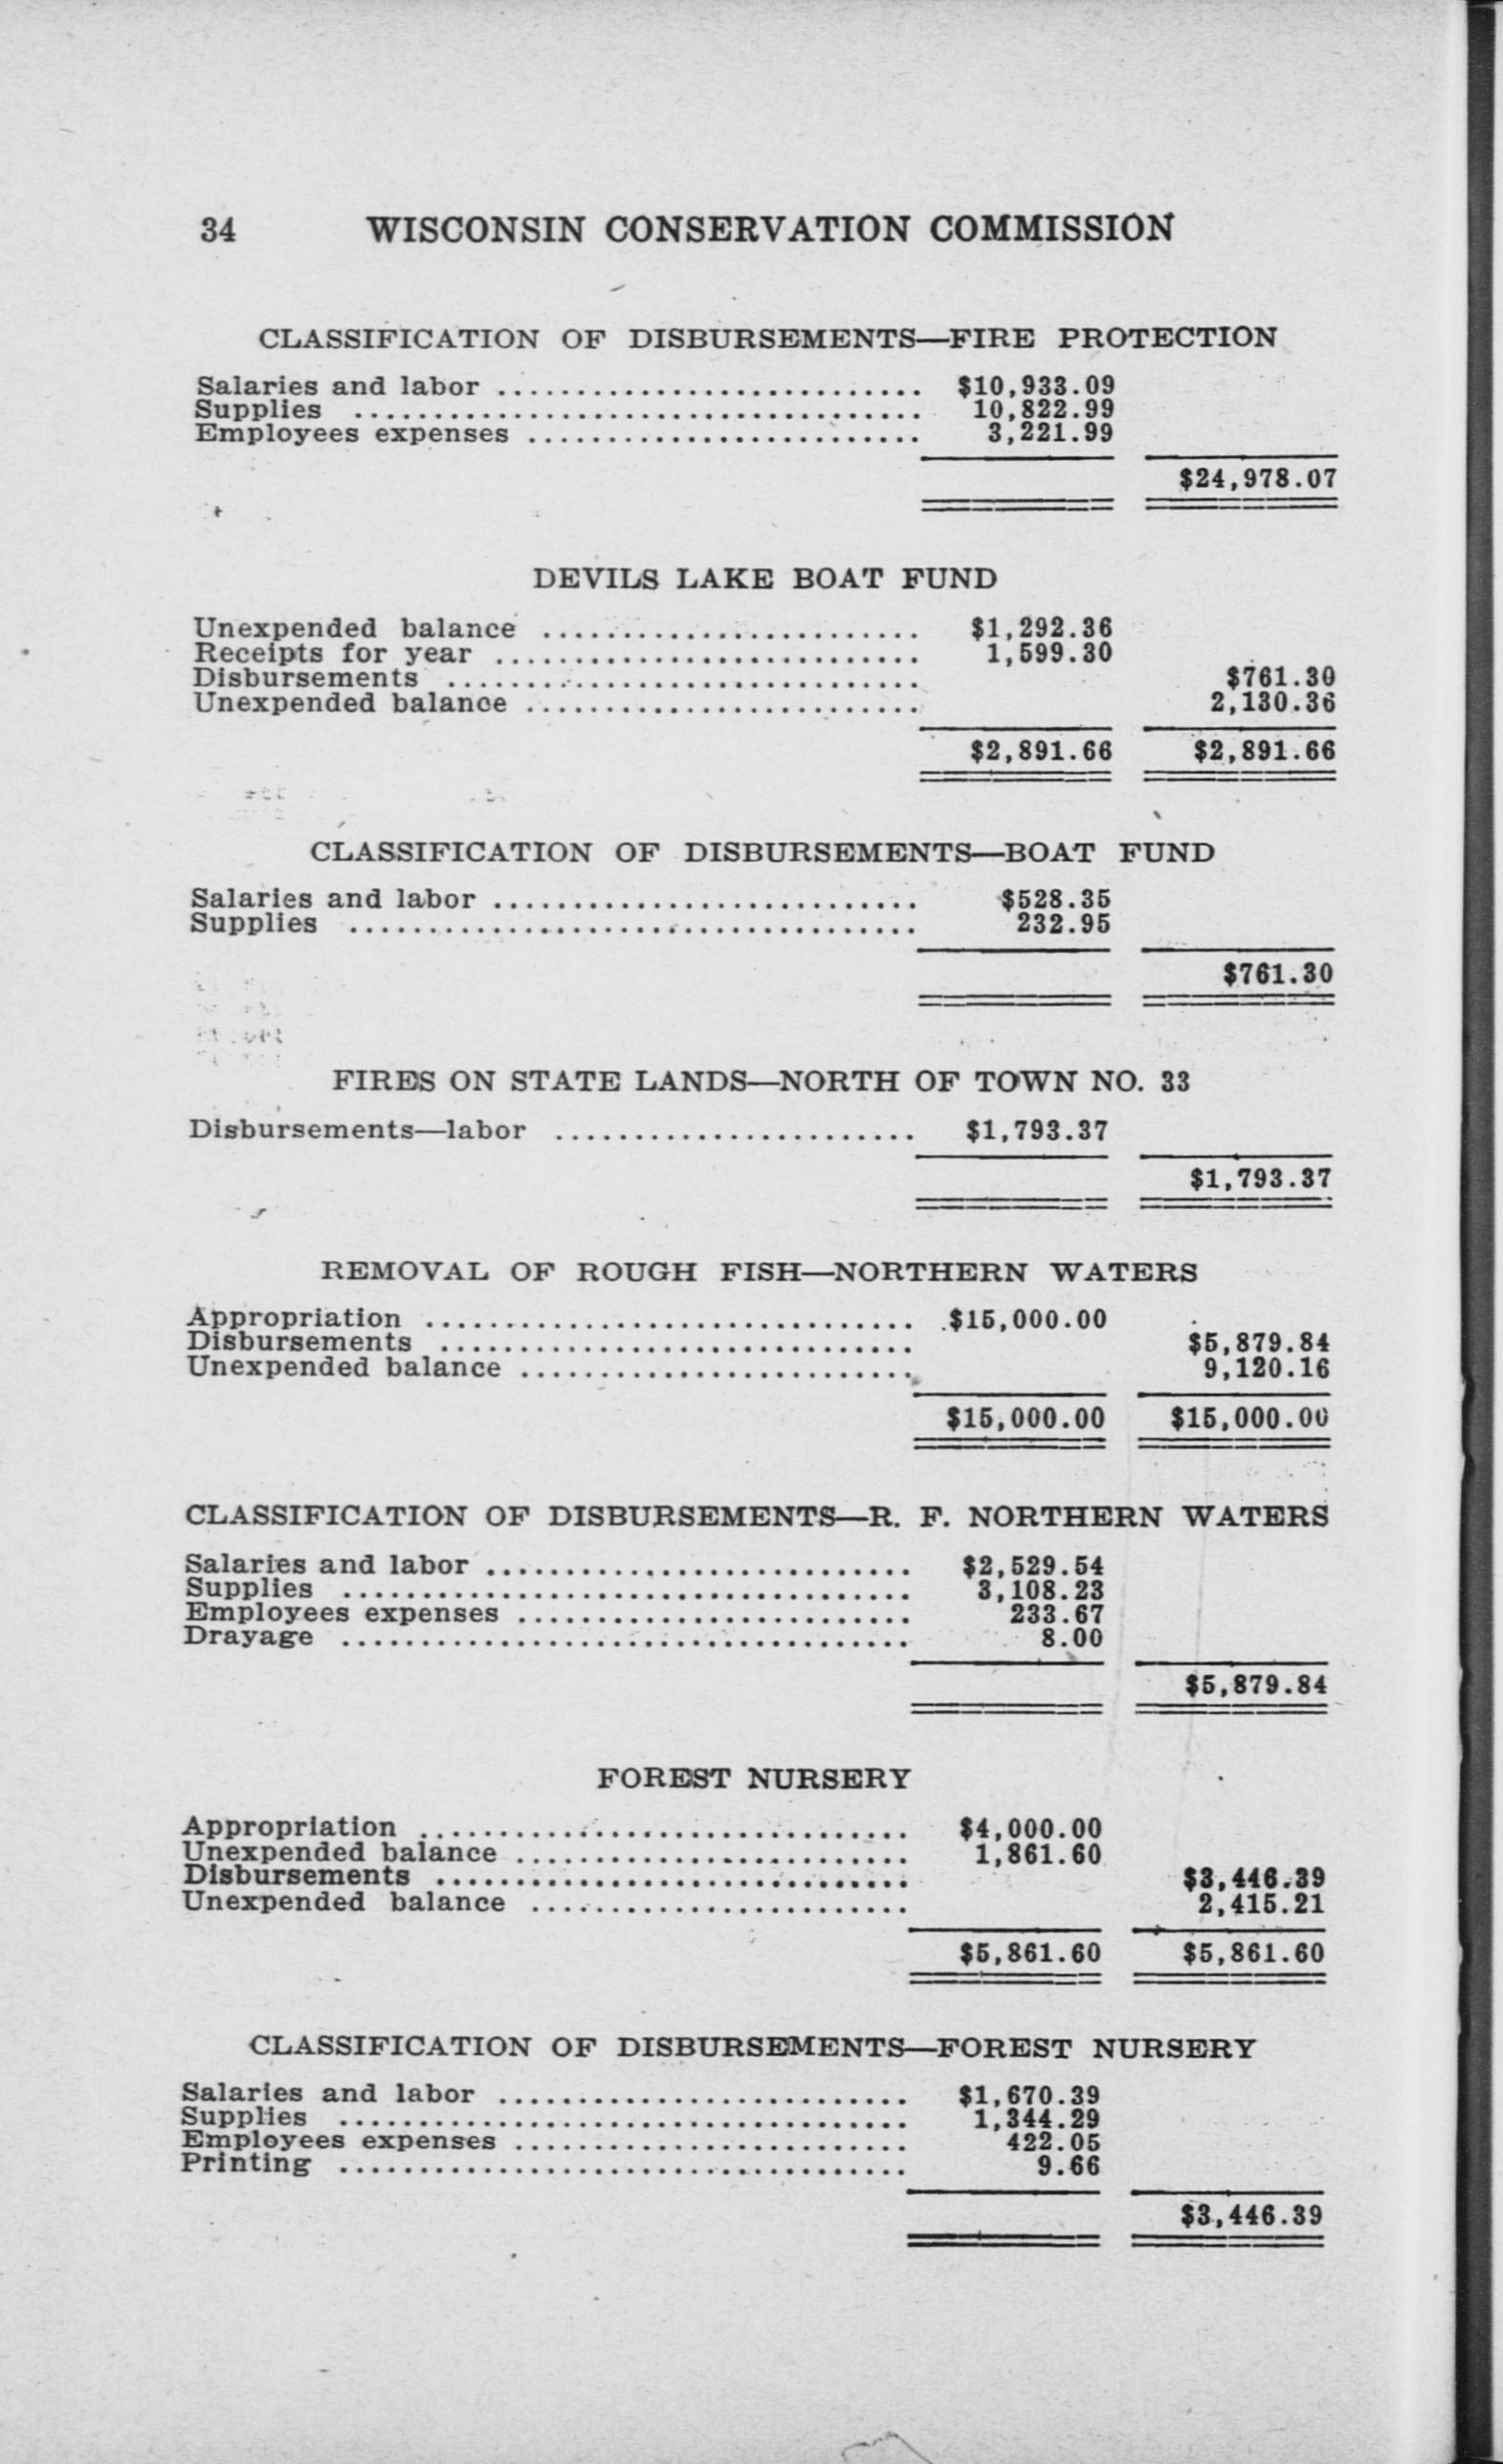 34 WISCONSIN CONSERVATION COMMISSION
CLASSIFICATION OF DISBURSEMENTS—FIRE PROTECTION
Salaries and labor ........................... $10,933.09
Supplies .................................... 10,822.99
Employees expenses ......................... 3,221.99
$24,978.07
DEVILS LAKE BOAT FUND
Unexpended balance ........................ $1,292.36
Receipts for year ........................... 1,599.30
Disbursements .............................. $761.30
Unexpended balance ......................... 2,130.36
$2,891.66 $2,891.66
CLASSIFICATION OF DISBURSEMENTS—BOAT FUND
Salaries and labor ........................... $528.35
Supplies .................................... 232.95
$761.30
FIRES ON STATE LANDS—NORTH OF TOWN NO. 33
Disbursements—labor ....................... $1,793.37
$1,793.37
REMOVAL OF ROUGH FISH—NORTHERN WATERS
Appropriation ............................... $15,000.00
Disbursements .............................. $5,879.84
Unexpended balance ......................... 9,120.16
$15,000.00 $15,000.00
CLASSIFICATION OF DISBURSEMENTS—R. F. NORTHERN WATERS
Salaries and labor ........................... $2,529.54
Supplies .................................... 3,108.23
Employees expenses ......................... 233.67
Drayage .................................... 8.00
$5,879.84
FOREST NURSERY
Appropriation ............................... $4,000.00
Unexpended balance ......................... 1,861.60
Disbursements .............................. $3,446.39
Unexpended balance ........................ 2,415.21
$5,861.60 $5,861.60
CLASSIFICATION OF DISBURSEMENTS—FOREST NURSERY
Salaries and labor .......................... $1,670.39
Supplies .................................... 1,344.29
Employees expenses ......................... 422.05
Printing .................................... 9.66
$3,446.39